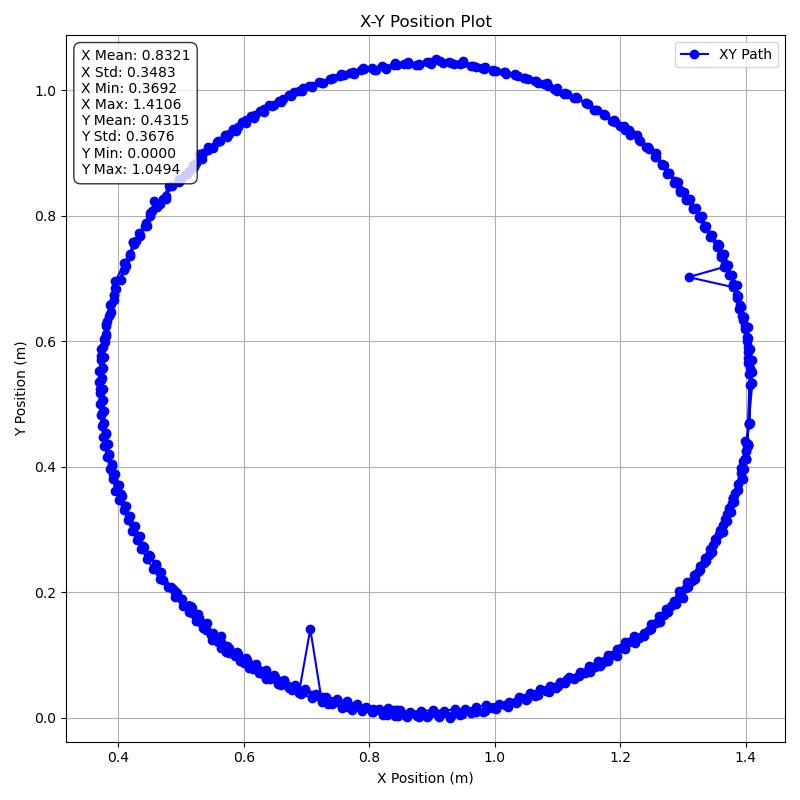 X-Y Position Plot
X Mean: 0.8321
X Std: 0.3483
X Min: 0.3692
X Max: 1.4106
Y Mean: 0.4315
Y Std: 0.3676
Y Min: 0.0000
Y Max: 1.0494
XY Path
Y Position (m)
1.0
0.8
0.6
0.4
0.2
0.0
0.4 0.6 0.8 1.0 1.2 1.4
X Position (m)